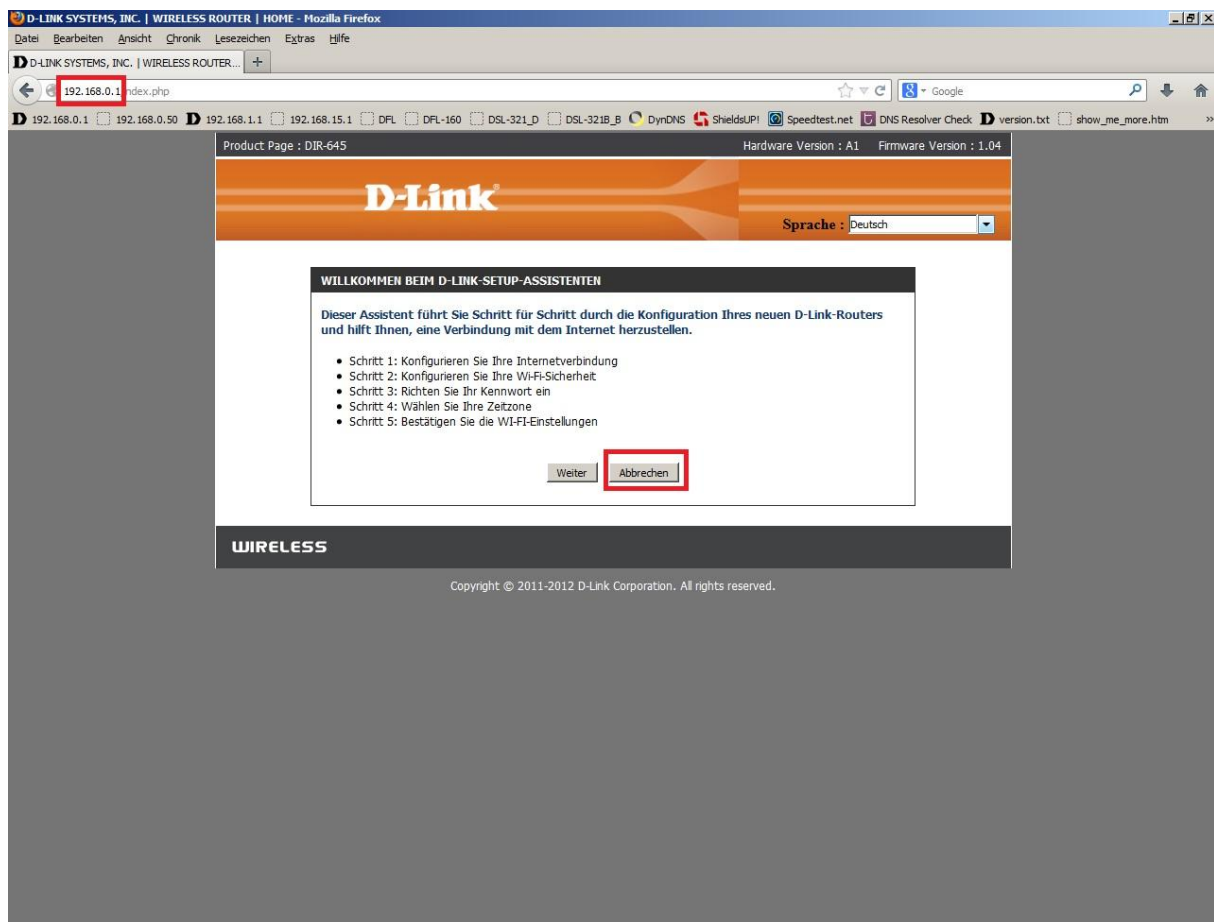 D-LINK SYSTEMS, INC. | WIRELESS ROUTER | HOME - Mozilla Firefox
Datei Bearbeiten Ansicht Chronik Lesezeichen Extras Hilfe
D-LINK SYSTEMS, INC. | WIRELESS ROUTER... +
192.168.0.1/index.php Google
192.168.0.1 192.168.0.50 192.168.1.1 192.168.15.1 DFL DFL-160 DSL-321_D DSL-321B_B DynDNS ShieldsUP! Speedtest.net DNS Resolver Check version.txt show_me_more.htm »
Product Page : DIR-645 Hardware Version : A1 Firmware Version : 1.04
D-Link
Sprache : Deutsch
WILLKOMMEN BEIM D-LINK-SETUP-ASSISTENTEN
Dieser Assistent führt Sie Schritt für Schritt durch die Konfiguration Ihres neuen D-Link-Routers
und hilft Ihnen, eine Verbindung mit dem Internet herzustellen.
• Schritt 1: Konfigurieren Sie Ihre Internetverbindung
• Schritt 2: Konfigurieren Sie Ihre Wi-Fi-Sicherheit
• Schritt 3: Richten Sie Ihr Kennwort ein
• Schritt 4: Wählen Sie Ihre Zeitzone
• Schritt 5: Bestätigen Sie die WI-FI-Einstellungen
Weiter Abbrechen
WIRELESS
Copyright © 2011-2012 D-Link Corporation. All rights reserved.